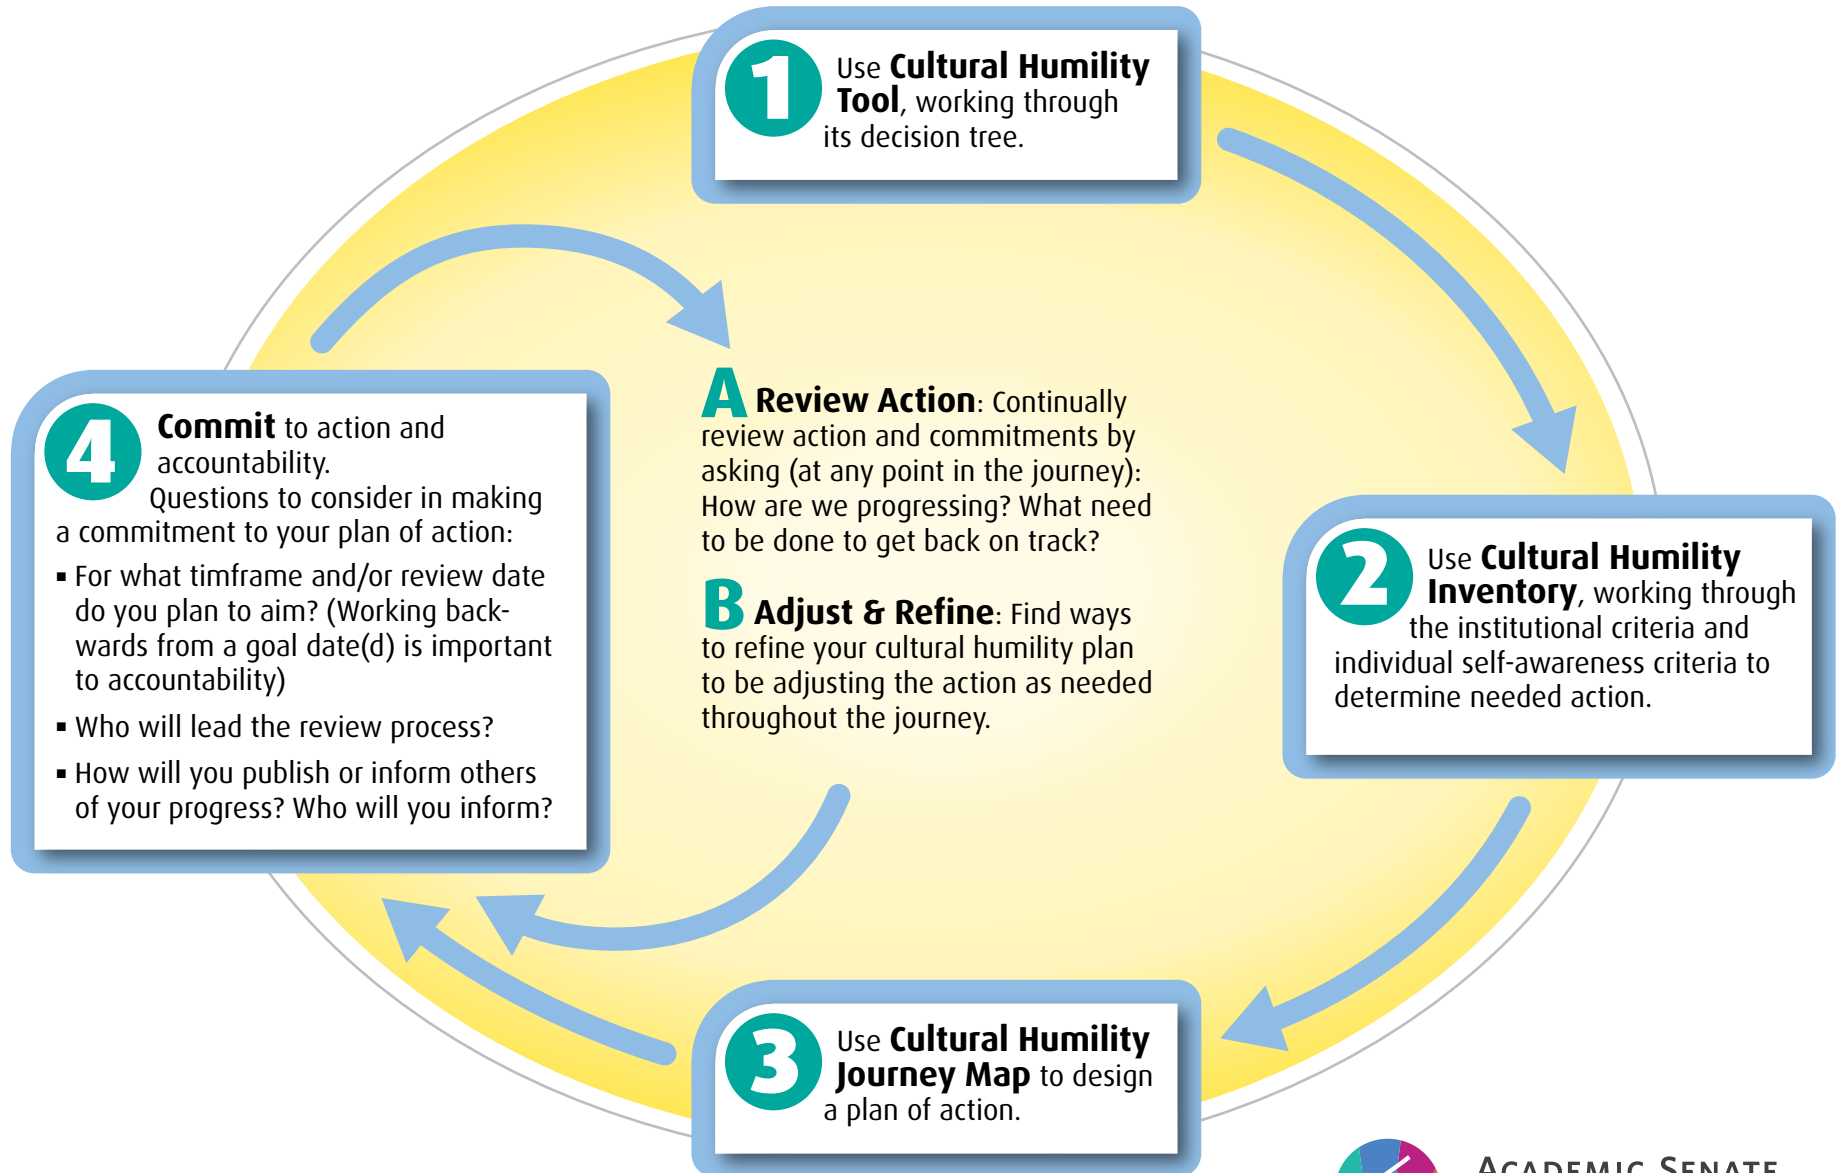 1
Use Cultural Humility
Tool, working through
its decision tree.
2
Use Cultural Humility
Inventory, working through
the institutional criteria and
individual self-awareness criteria to
determine needed action.
3
Use Cultural Humility
Journey Map to design
a plan of action.
4
Commit to action and
accountability.
Questions to consider in making
a commitment to your plan of action:
▪ For what timframe and/or review date
do you plan to aim? (Working back-
wards from a goal date(d) is important
to accountability)
▪ Who will lead the review process?
▪ How will you publish or inform others
of your progress? Who will you inform?
A Review Action: Continually
review action and commitments by
asking (at any point in the journey):
How are we progressing? What need
to be done to get back on track?
B Adjust & Refine: Find ways
to refine your cultural humility plan
to be adjusting the action as needed
throughout the journey.
ACADEMIC SENATE